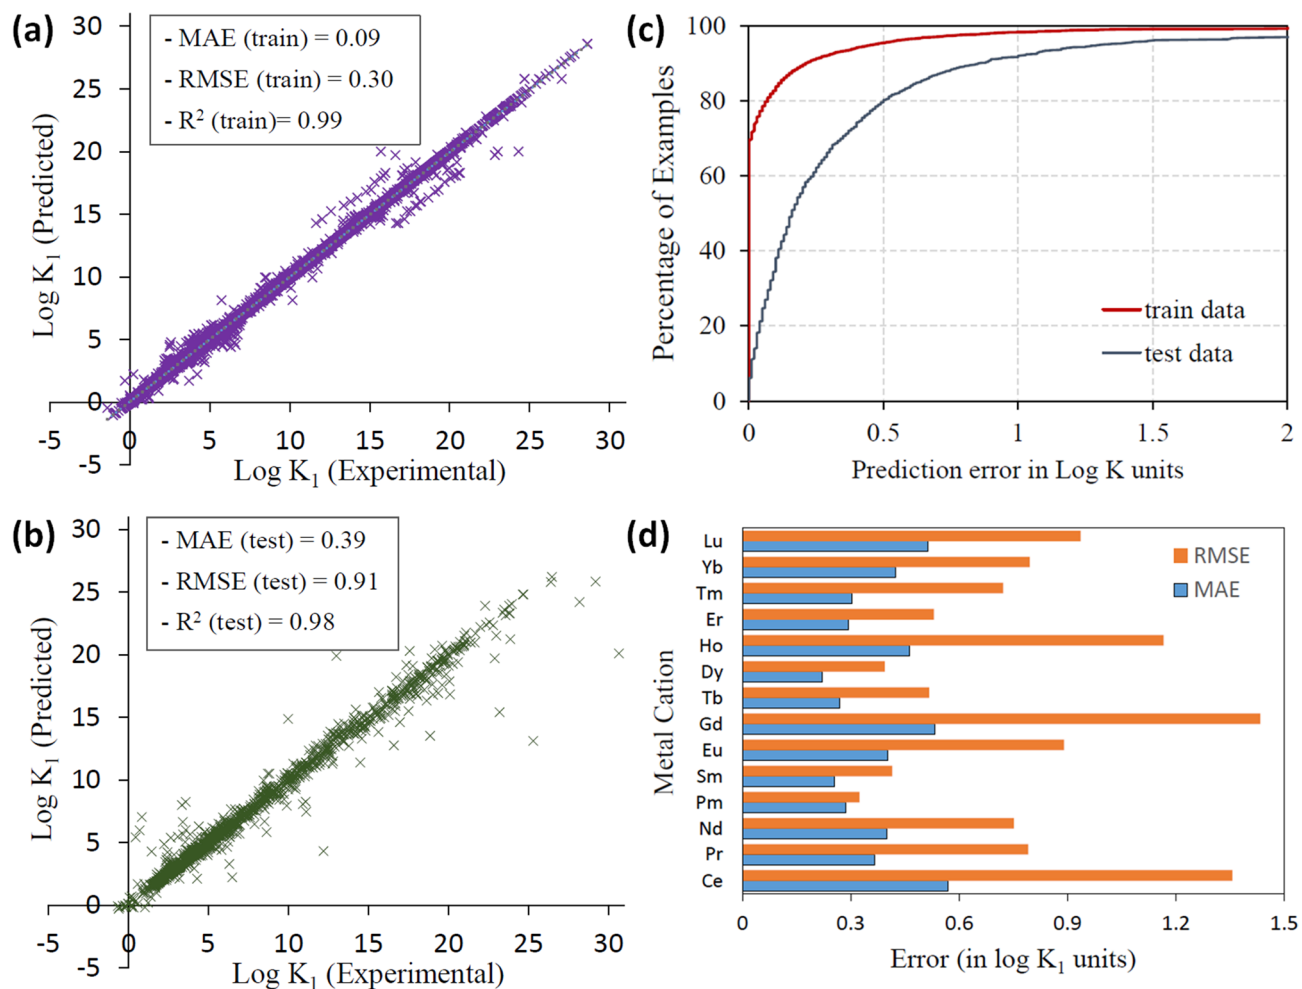 (a)
- MAE (train) = 0.09
- RMSE (train) = 0.30
- R² (train)= 0.99
30
25
20
15
10
5
0
-5
-5 0 5 10 15 20 25 30
Log K₁ (Predicted)
Log K₁ (Experimental)
(c)
100
80
60
40
20
0
0 0.5 1 1.5 2
Percentage of Examples
Prediction error in Log K units
train data
test data
(b)
- MAE (test) = 0.39
- RMSE (test) = 0.91
- R² (test) = 0.98
30
25
20
15
10
5
0
-5
-5 0 5 10 15 20 25 30
Log K₁ (Predicted)
Log K₁ (Experimental)
(d)
Lu
Yb
Tm
Er
Ho
Dy
Tb
Gd
Eu
Sm
Pm
Nd
Pr
Ce
Metal Cation
RMSE
MAE
0 0.3 0.6 0.9 1.2 1.5
Error (in log K₁ units)